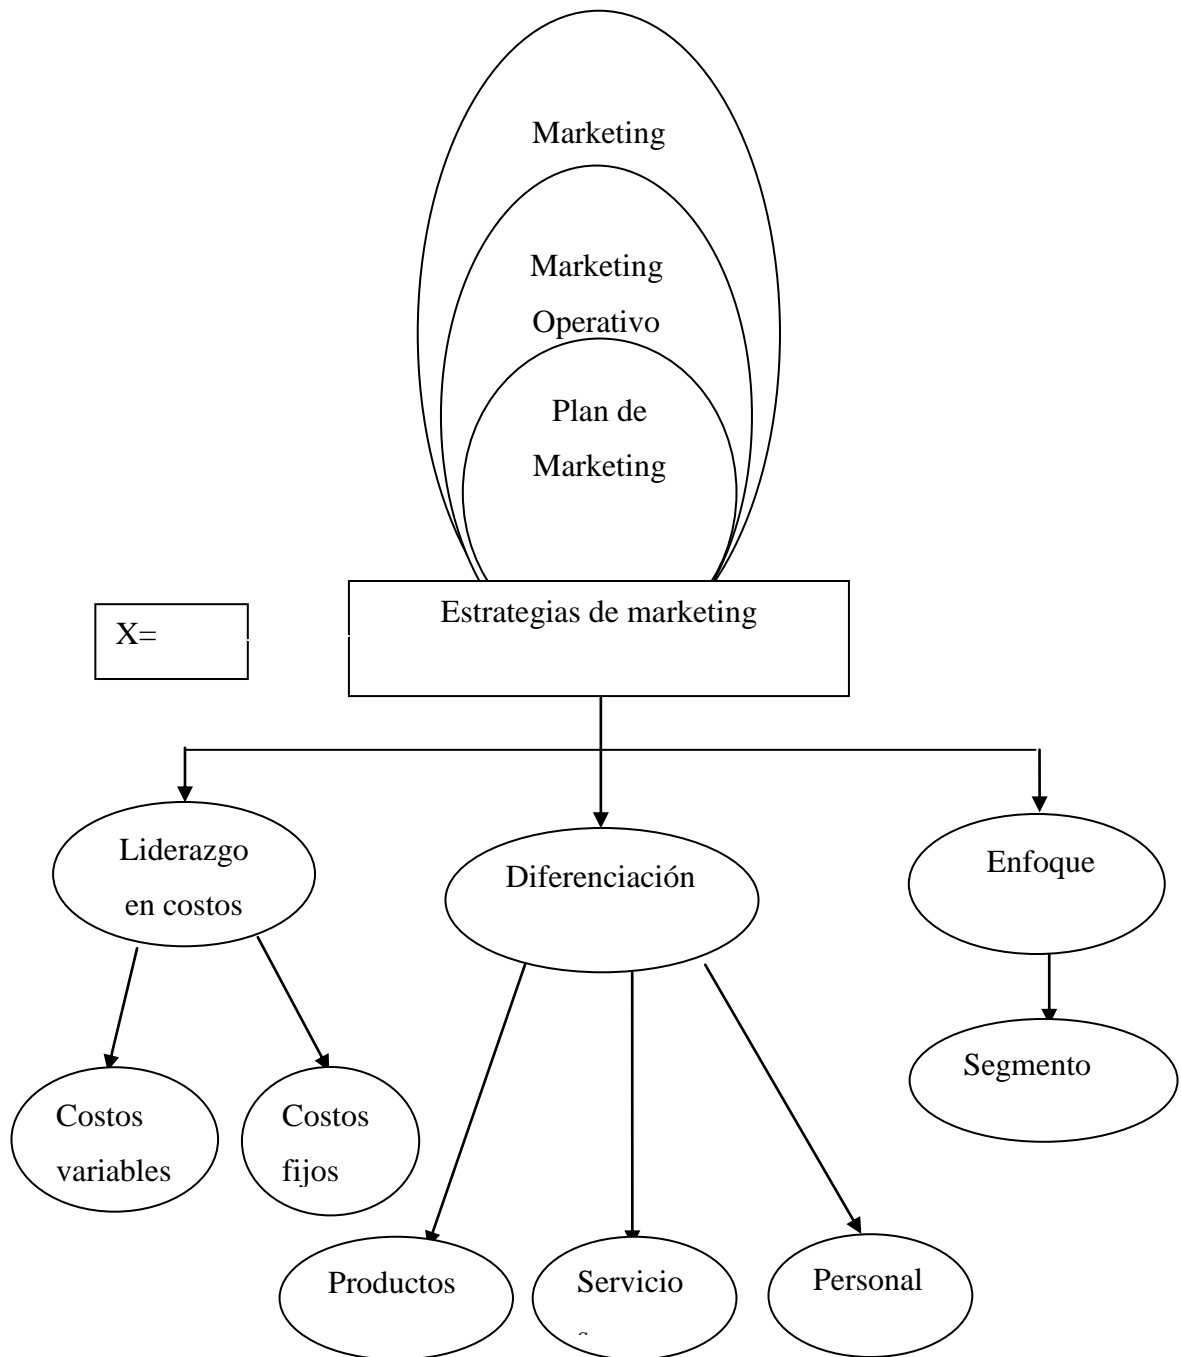 Marketing
Marketing
Operativo
Plan de
Marketing
Estrategias de marketing
X=
Liderazgo
en costos
Diferenciación
Enfoque
Segmento
Costos
variables
Costos
fijos
Productos
Servicio
Personal